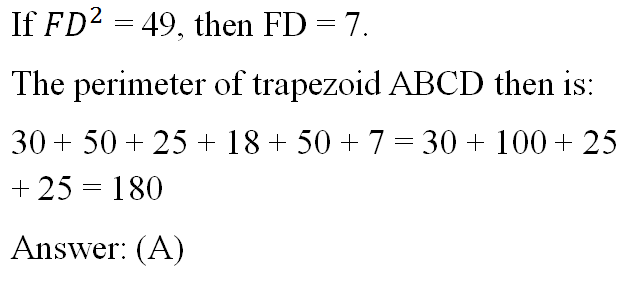 If FD² = 49, then FD = 7.
The perimeter of trapezoid ABCD then is:
30 + 50 + 25 + 18 + 50 + 7 = 30 + 100 + 25
+ 25 = 180
Answer: (A)